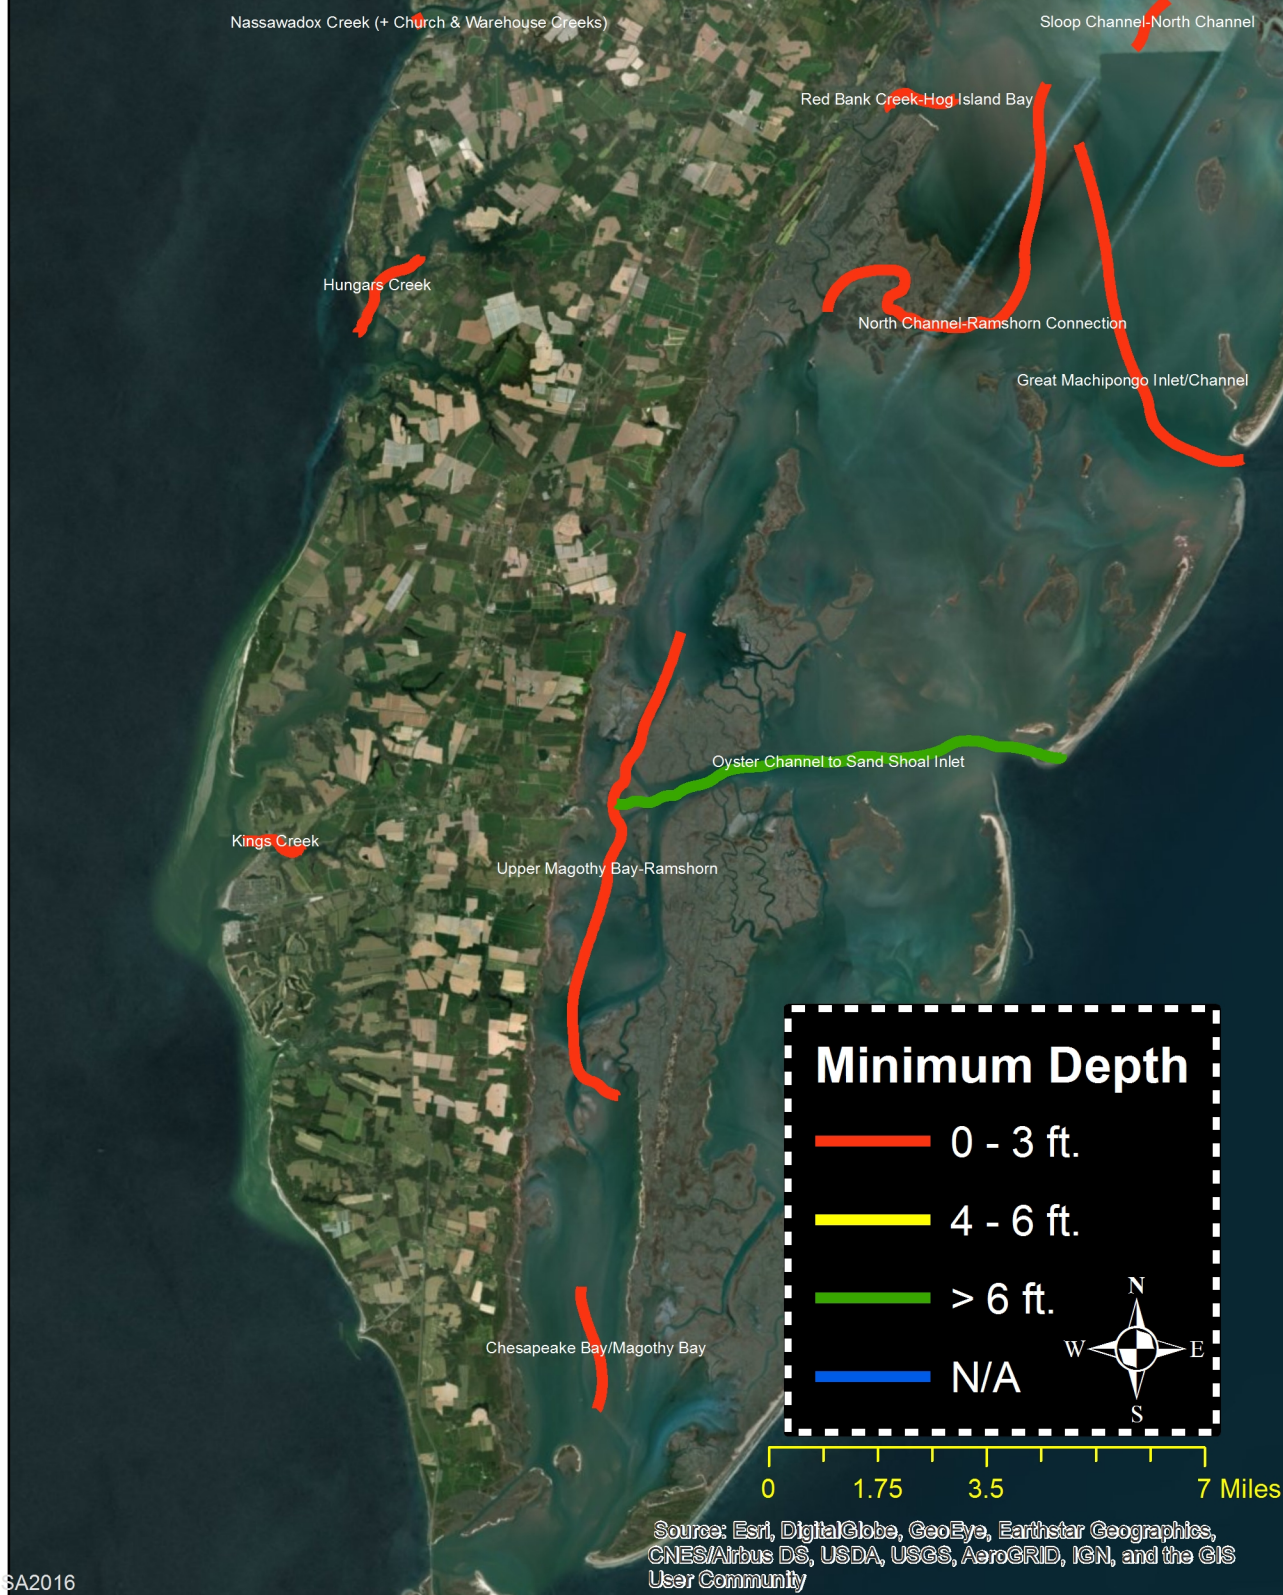 Nassawadox Creek (+ Church & Warehouse Creeks)
Sloop Channel-North Channel
Red Bank Creek-Hog Island Bay
Hungars Creek
North Channel-Ramshorn Connection
Great Machipongo Inlet/Channel
Oyster Channel to Sand Shoal Inlet
Kings Creek
Upper Magothy Bay-Ramshorn
Chesapeake Bay/Magothy Bay
Minimum Depth
0 - 3 ft.
4 - 6 ft.
> 6 ft.
N/A
N
W E
S
0 1.75 3.5 7 Miles
Source: Esri, DigitalGlobe, GeoEye, Earthstar Geographics,
CNES/Airbus DS, USDA, USGS, AeroGRID, IGN, and the GIS
User Community
SA2016